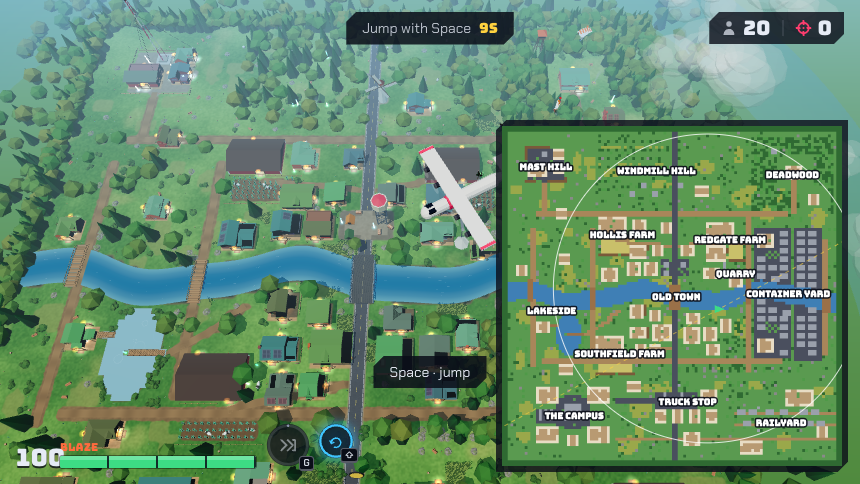 Jump with Space 9S
20 0
MAST HILL
WINDMILL HILL
DEADWOOD
HOLLIS FARM
REDGATE FARM
QUARRY
OLD TOWN
CONTAINER YARD
LAKESIDE
SOUTHFIELD FARM
TRUCK STOP
THE CAMPUS
RAILYARD
Space · jump
BLAZE
100
G